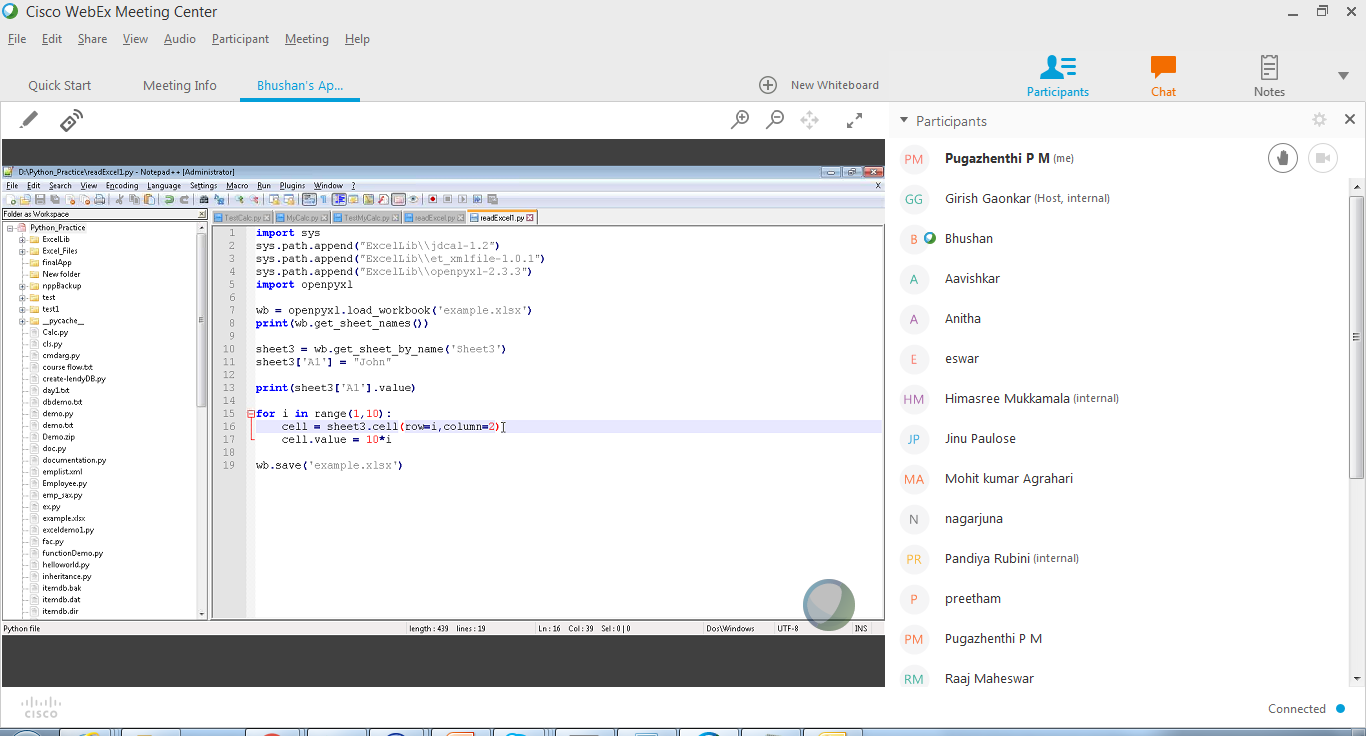 Cisco WebEx Meeting Center
File Edit Share View Audio Participant Meeting Help
Quick Start Meeting Info Bhushan's Ap... New Whiteboard
Participants Chat Notes
D:\Python_Practice\readExcel1.py - Notepad++ [Administrator]
File Edit Search View Encoding Language Settings Macro Run Plugins Window ? X
Folder as Workspace
TestCalc.py MyCalc.py TestMyCalc.py readExcel.py readExcel1.py
Python_Practice
ExcelLib
Excel_Files
finalApp
New folder
nppBackup
test
test1
__pycache__
Calc.py
cls.py
cmdarg.py
course flow.txt
create-lendyDB.py
day1.txt
dbdemo.txt
demo.py
demo.txt
Demo.zip
doc.py
documentation.py
emplist.xml
Employee.py
emp_sax.py
ex.py
example.xlsx
exceldemo1.py
fac.py
functionDemo.py
helloworld.py
inheritance.py
itemdb.bak
itemdb.dat
itemdb.dir
1 import sys
2 sys.path.append("ExcelLib\\jdcal-1.2")
3 sys.path.append("ExcelLib\\et_xmlfile-1.0.1")
4 sys.path.append("ExcelLib\\openpyxl-2.3.3")
5 import openpyxl
6
7 wb = openpyxl.load_workbook('example.xlsx')
8 print(wb.get_sheet_names())
9
10 sheet3 = wb.get_sheet_by_name('Sheet3')
11 sheet3['A1'] = "John"
12
13 print(sheet3['A1'].value)
14
15 for i in range(1,10):
16 cell = sheet3.cell(row=i,column=2)
17 cell.value = 10*i
18
19 wb.save('example.xlsx')
Python file length : 439 lines : 19 Ln : 16 Col : 39 Sel : 0 | 0 Dos\Windows UTF-8 INS
Participants
PM Pugazhenthi P M (me)
GG Girish Gaonkar (Host, internal)
B Bhushan
A Aavishkar
A Anitha
E eswar
HM Himasree Mukkamala (internal)
JP Jinu Paulose
MA Mohit kumar Agrahari
N nagarjuna
PR Pandiya Rubini (internal)
P preetham
PM Pugazhenthi P M
RM Raaj Maheswar
CISCO
Connected